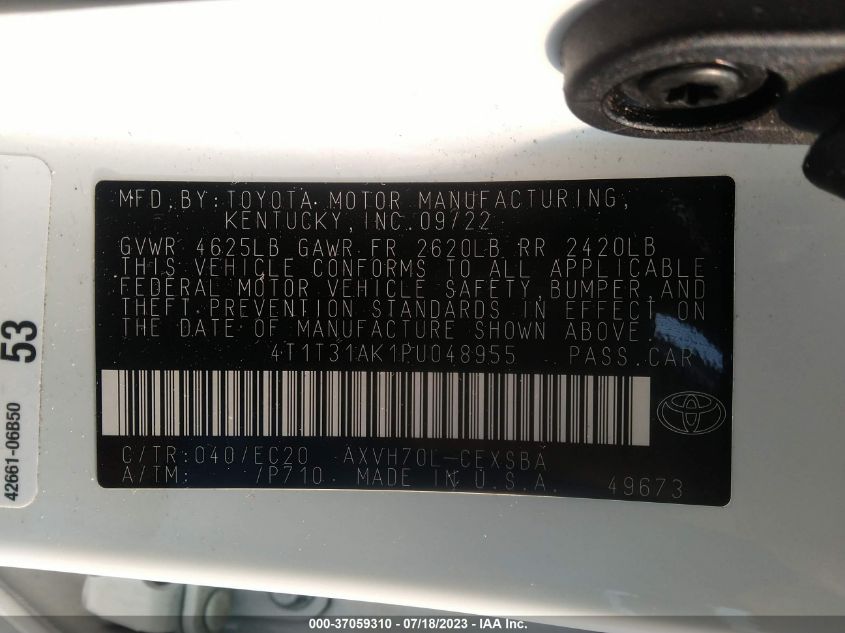 MFD. BY: TOYOTA MOTOR MANUFACTURING,
KENTUCKY, INC. 09/22
GVWR 4625LB GAWR FR 2620LB RR 2420LB
THIS VEHICLE CONFORMS TO ALL APPLICABLE
FEDERAL MOTOR VEHICLE SAFETY, BUMPER, AND
THEFT PREVENTION STANDARDS IN EFFECT ON
THE DATE OF MANUFACTURE SHOWN ABOVE.
4T1T31AK1PU048955 PASS.CAR
C/TR: 040/EC20 AXVH70L-CEXSBA
A/TM: /P710 MADE IN U.S.A. 49673
53
42661-06B50
000-37059310 - 07/18/2023 - IAA Inc.